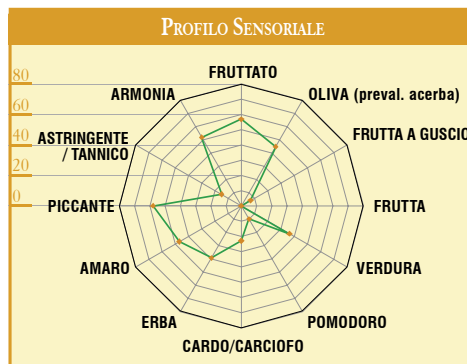 PROFILO SENSORIALE
80
60
40
20
0
FRUTTATO
OLIVA (preval. acerba)
FRUTTA A GUSCIO
FRUTTA
VERDURA
POMODORO
CARDO/CARCIOFO
ERBA
AMARO
PICCANTE
ASTRINGENTE
/ TANNICO
ARMONIA